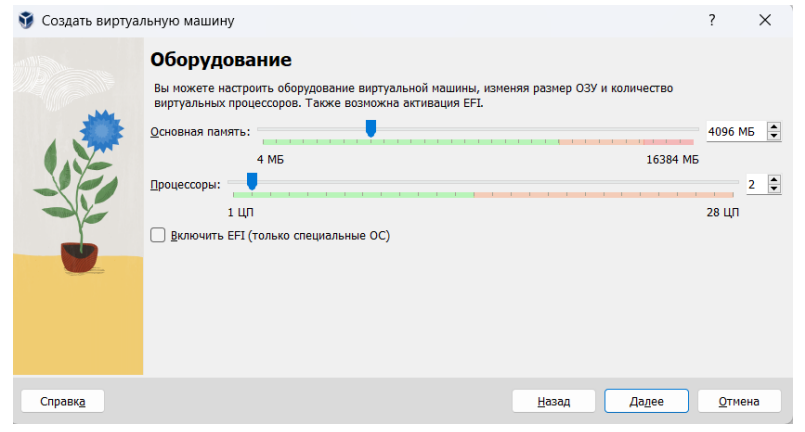 Создать виртуальную машину
Оборудование
Вы можете настроить оборудование виртуальной машины, изменяя размер ОЗУ и количество
виртуальных процессоров. Также возможна активация EFI.
Основная память: 4096 МБ
4 МБ 16384 МБ
Процессоры: 2
1 ЦП 28 ЦП
Включить EFI (только специальные ОС)
Справка Назад Далее Отмена